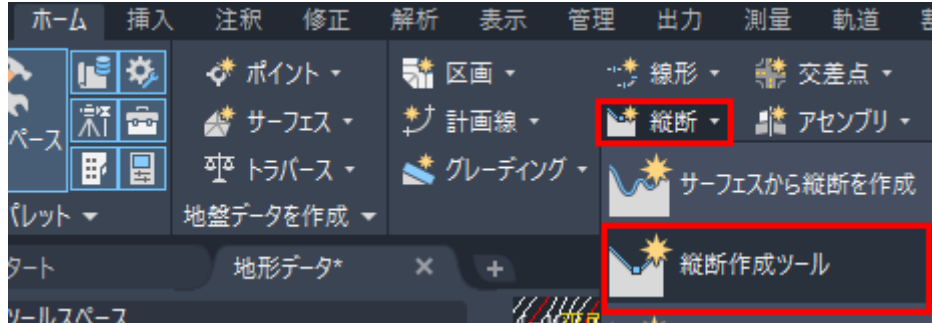 ホーム 挿入 注釈 修正 解析 表示 管理 出力 測量 軌道
ポイント 区画 線形 交差点
サーフェス 計画線 縦断 アセンブリ
ペース トラバース グレーディング サーフェスから縦断を作成
パレット 地盤データを作成
縦断作成ツール
タート 地形データ* × +
ツールスペース